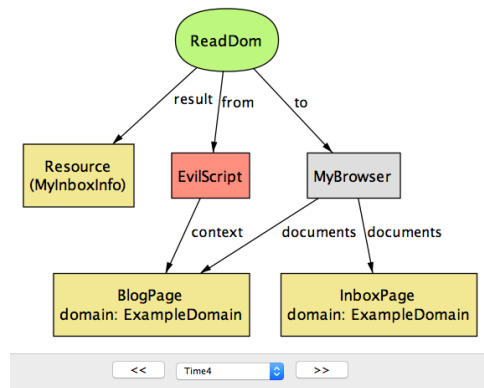 ReadDom
result
from
to
Resource
(MyInboxInfo)
EvilScript
MyBrowser
context
documents
documents
BlogPage
domain: ExampleDomain
InboxPage
domain: ExampleDomain
<<
Time4
>>